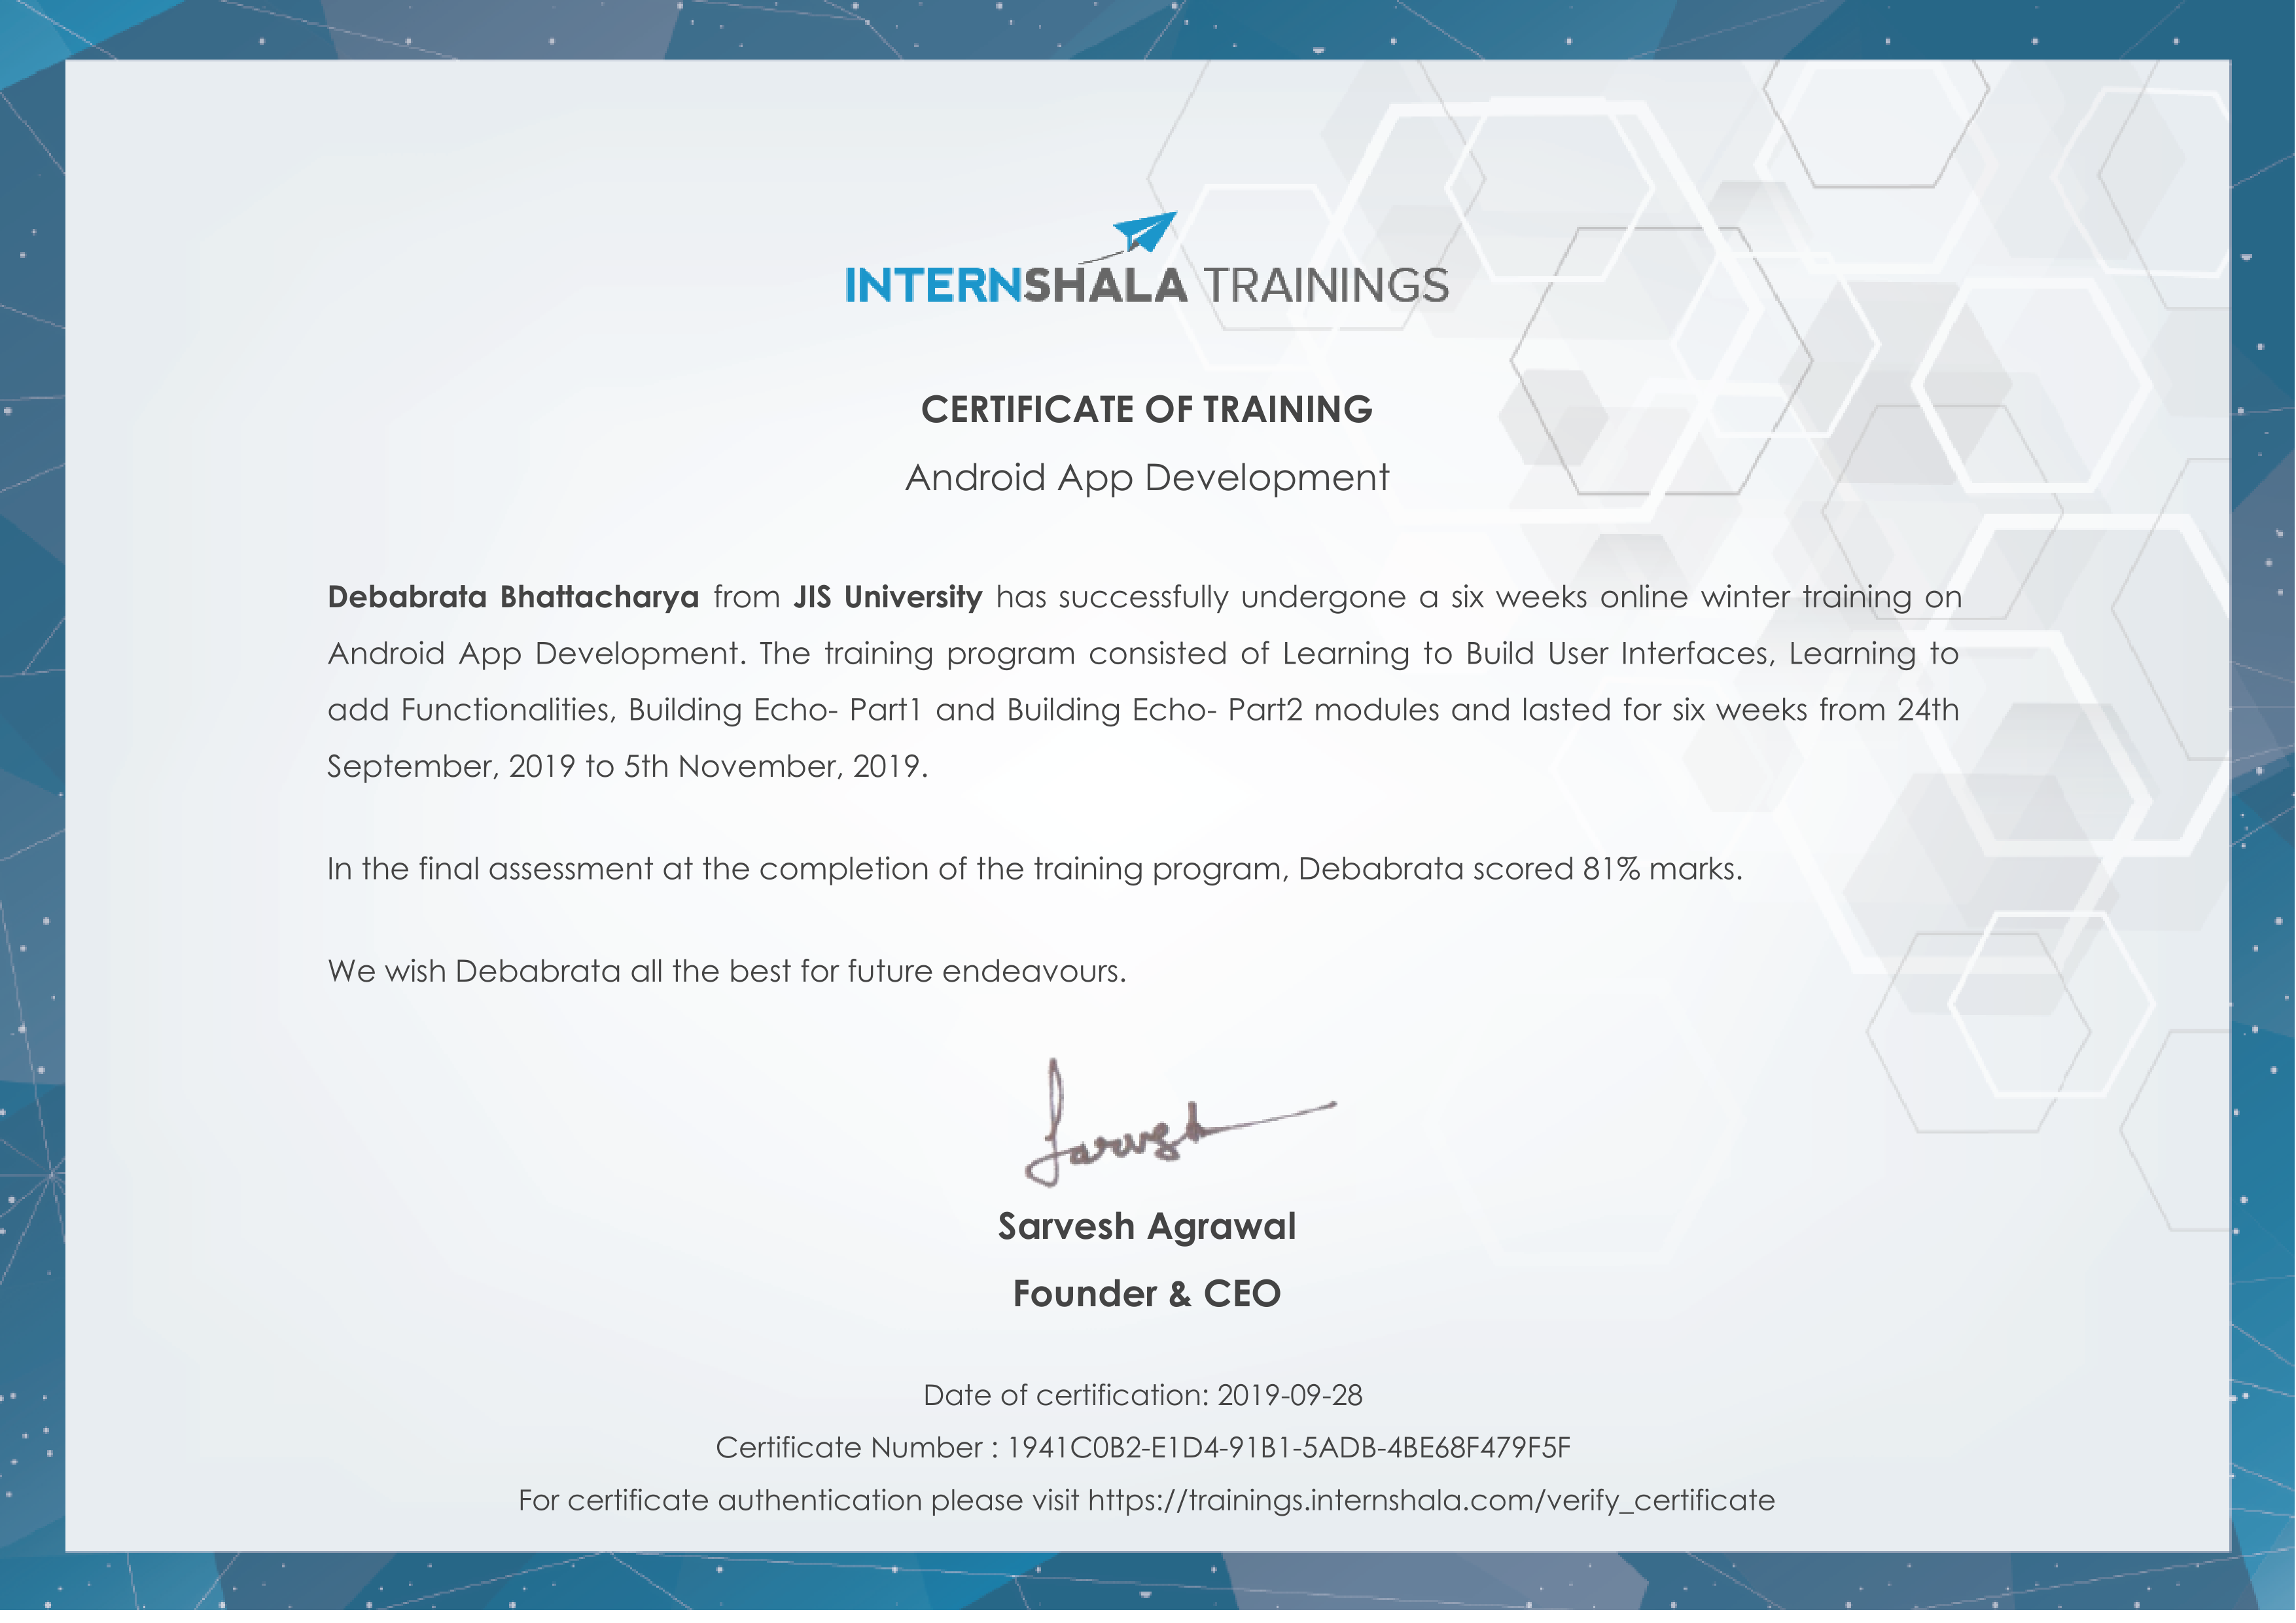 INTERNSHALA TRAININGS
CERTIFICATE OF TRAINING
Android App Development
Debabrata Bhattacharya from JIS University has successfully undergone a six weeks online winter training on
Android App Development. The training program consisted of Learning to Build User Interfaces, Learning to
add Functionalities, Building Echo- Part1 and Building Echo- Part2 modules and lasted for six weeks from 24th
September, 2019 to 5th November, 2019.
In the final assessment at the completion of the training program, Debabrata scored 81% marks.
We wish Debabrata all the best for future endeavours.
Sarvesh
Sarvesh Agrawal
Founder & CEO
Date of certification: 2019-09-28
Certificate Number : 1941C0B2-E1D4-91B1-5ADB-4BE68F479F5F
For certificate authentication please visit https://trainings.internshala.com/verify_certificate